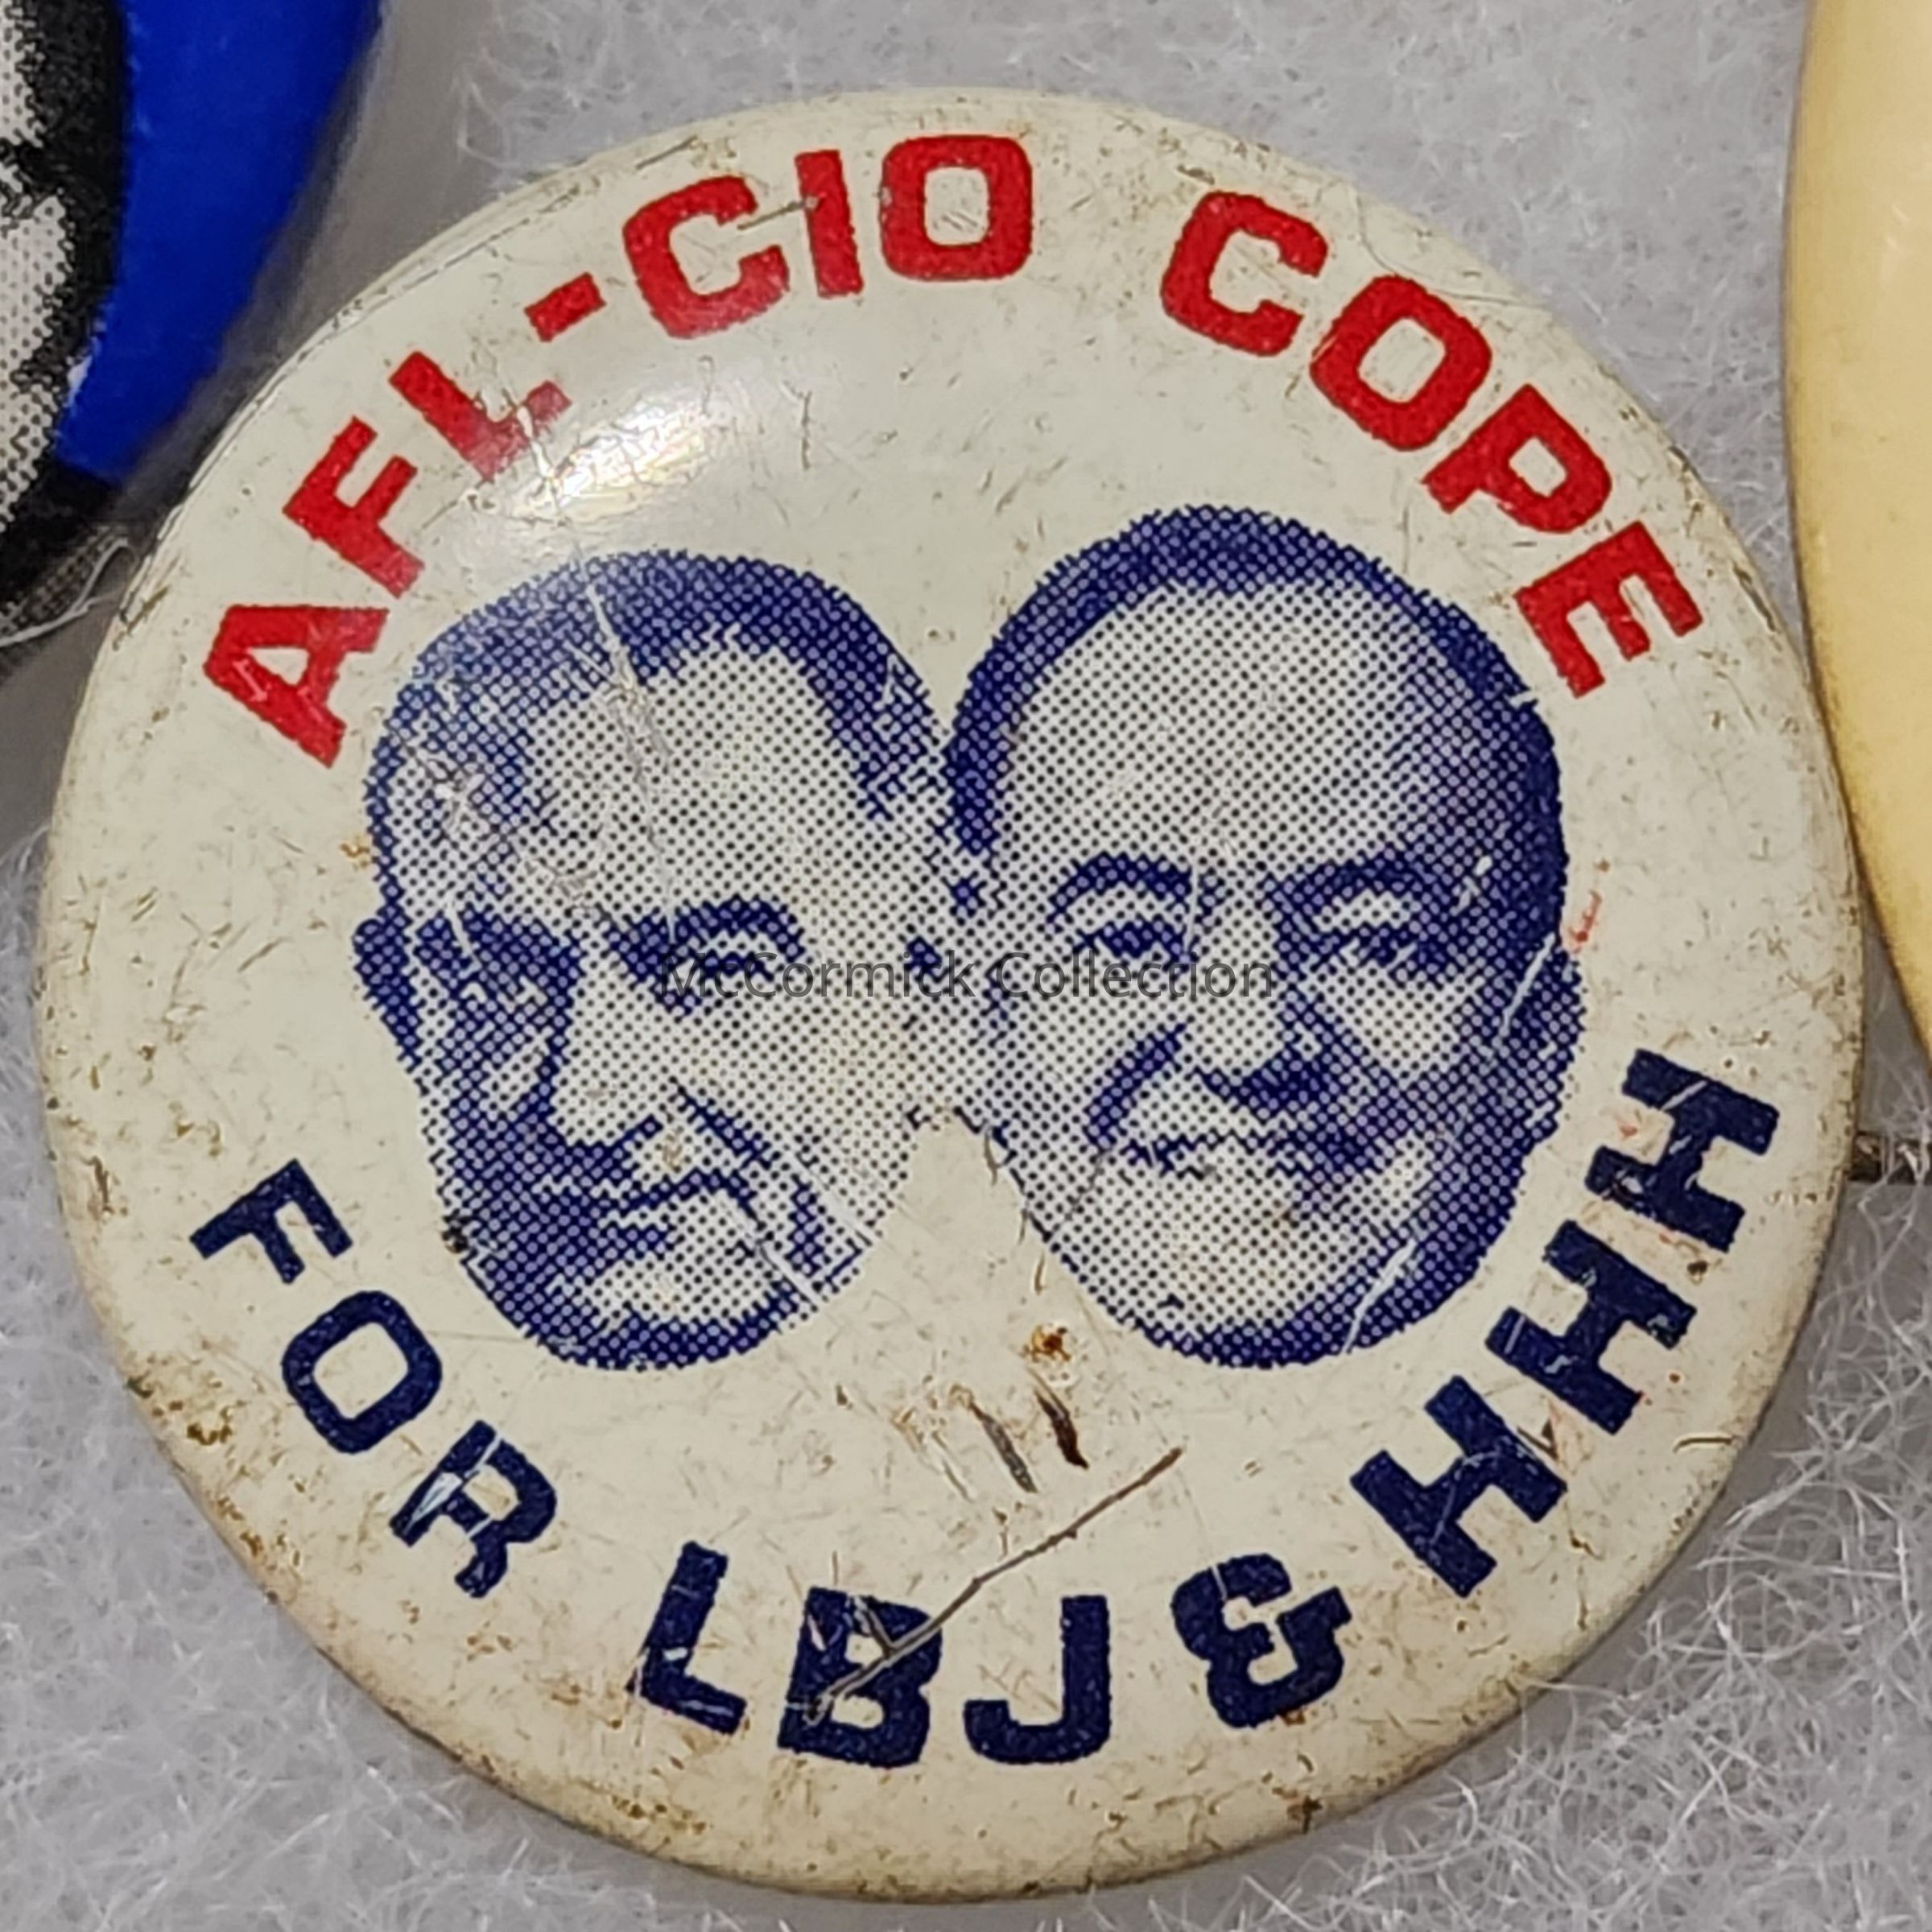 AFL-CIO COPE
McCormick Collection
FOR LBJ & HHH